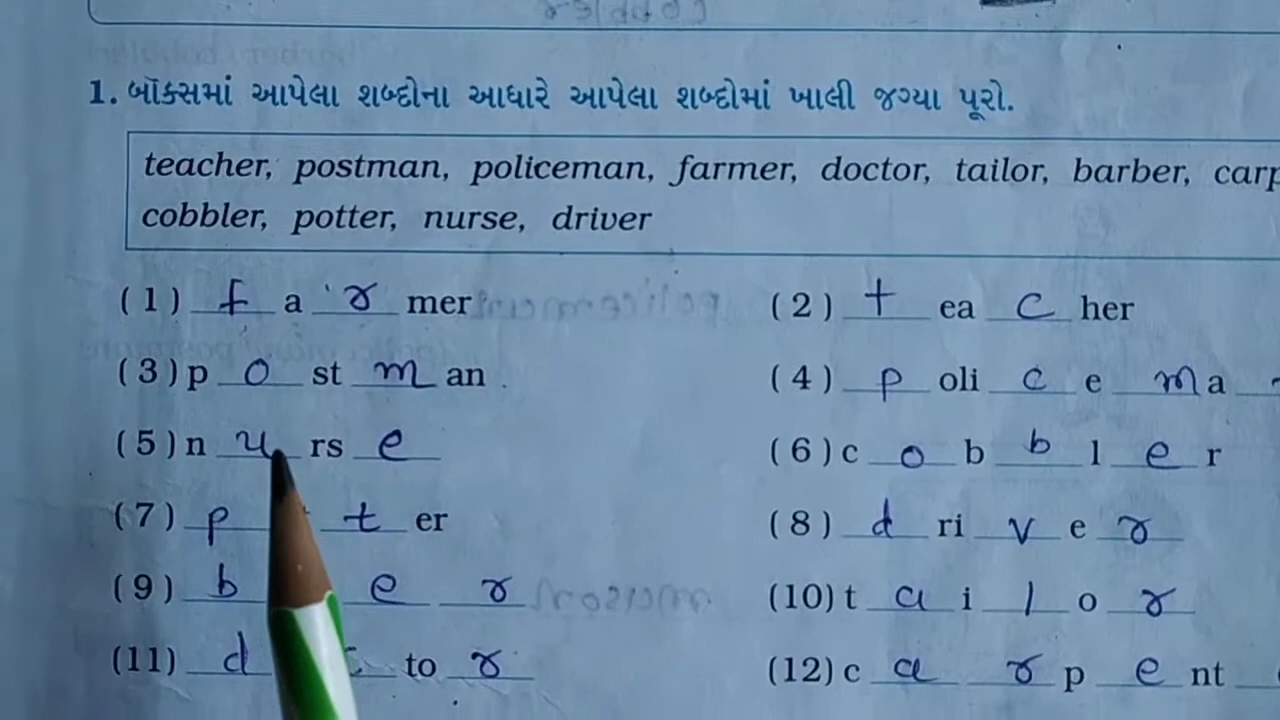 1. બૉક્સમાં આપેલા શબ્દોના આધારે આપેલા શબ્દોમાં ખાલી જગ્યા પૂરો.
teacher, postman, policeman, farmer, doctor, tailor, barber, carp
cobbler, potter, nurse, driver
(1) f a r mer
(2) t ea c her
(3) p o st m an
(4) p oli c e m a
(5) n u rs e
(6) c o b b l e r
(7) p t er
(8) d ri v e r
(9) b e r
(10) t a i l o r
(11) d c to r
(12) c a r p e nt